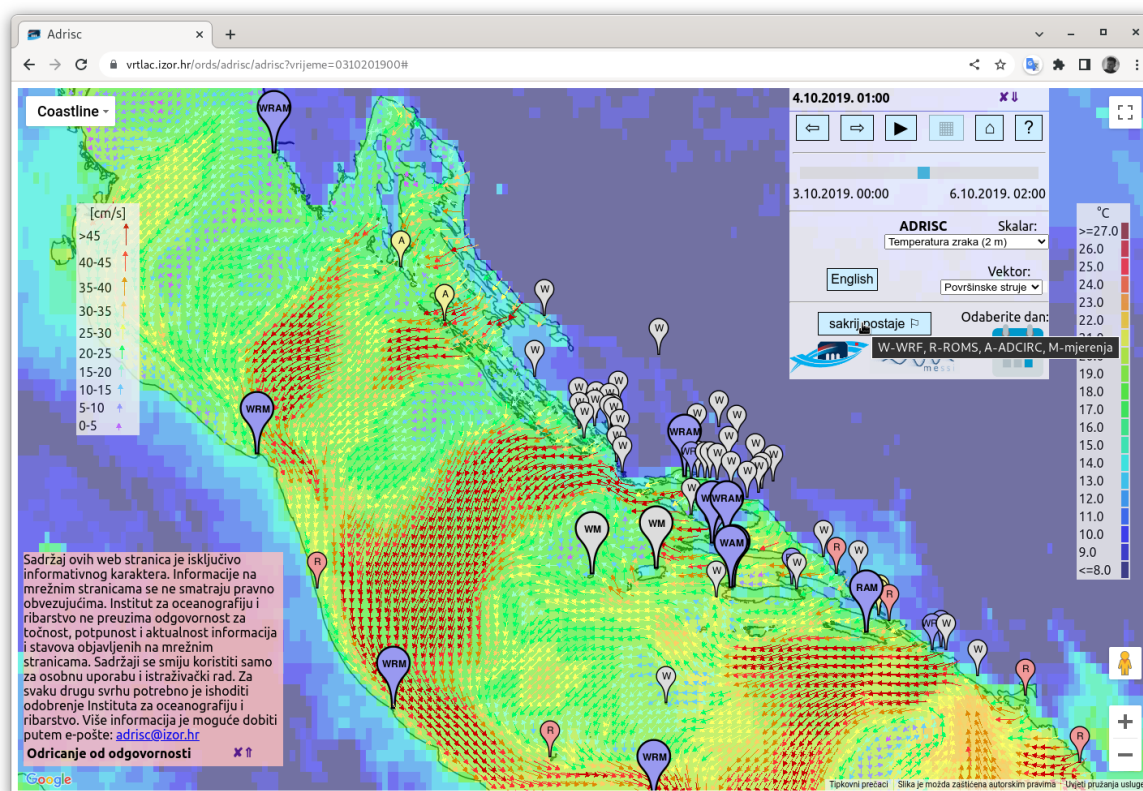 Adrisc
vrtlac.izor.hr/ords/adrisc/adrisc?vrijeme=0310201900#
Coastline
4.10.2019. 01:00
?
3.10.2019. 00:00 6.10.2019. 02:00
ADRISC Skalar:
Temperatura zraka (2 m)
English
Vektor:
Površinske struje
sakrij postaje
Odaberite dan:
W-WRF, R-ROMS, A-ADCIRC, M-mjerenja
messi
[cm/s]
>45
40-45
35-40
30-35
25-30
20-25
15-20
10-15
5-10
0-5
°C
>=27.0
26.0
25.0
24.0
23.0
22.0
19.0
18.0
17.0
16.0
15.0
14.0
13.0
12.0
11.0
10.0
9.0
<=8.0
WRAM
A
A
W
W
W
WRM
WRAM
WRAM
WM
WM
WAM
RAM
R
R
R
WRM
W
R
R
R
WRM
Sadržaj ovih web stranica je isključivo
informativnog karaktera. Informacije na
mrežnim stranicama se ne smatraju pravno
obvezujućima. Institut za oceanografiju i
ribarstvo ne preuzima odgovornost za
točnost, potpunost i aktualnost informacija
i stavova objavljenih na mrežnim
stranicama. Sadržaji se smiju koristiti samo
za osobnu uporabu i istraživački rad. Za
svaku drugu svrhu potrebno je ishoditi
odobrenje Instituta za oceanografiju i
ribarstvo. Više informacija je moguće dobiti
putem e-pošte: adrisc@izor.hr
Odricanje od odgovornosti
Google
Tipkovni prečaci Slika je možda zaštićena autorskim pravima Uvjeti pružanja usluge